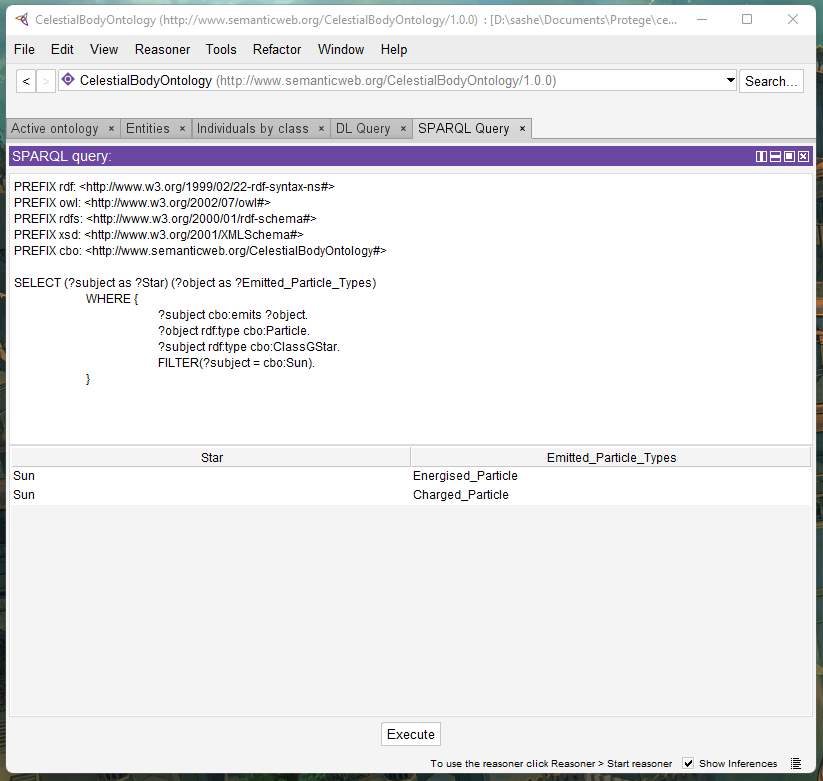 CelestialBodyOntology (http://www.semanticweb.org/CelestialBodyOntology/1.0.0)  : [D:\sashe\Documents\Protege\ce...
File Edit View Reasoner Tools Refactor Window Help
< > CelestialBodyOntology (http://www.semanticweb.org/CelestialBodyOntology/1.0.0) Search...
Active ontology × Entities × Individuals by class × DL Query × SPARQL Query ×
SPARQL query:
PREFIX rdf: <http://www.w3.org/1999/02/22-rdf-syntax-ns#>
PREFIX owl: <http://www.w3.org/2002/07/owl#>
PREFIX rdfs: <http://www.w3.org/2000/01/rdf-schema#>
PREFIX xsd: <http://www.w3.org/2001/XMLSchema#>
PREFIX cbo: <http://www.semanticweb.org/CelestialBodyOntology#>
SELECT (?subject as ?Star) (?object as ?Emitted_Particle_Types)
WHERE {
?subject cbo:emits ?object.
?object rdf:type cbo:Particle.
?subject rdf:type cbo:ClassGStar.
FILTER(?subject = cbo:Sun).
}
Star Emitted_Particle_Types
Sun Energised_Particle
Sun Charged_Particle
Execute
To use the reasoner click Reasoner > Start reasoner Show Inferences